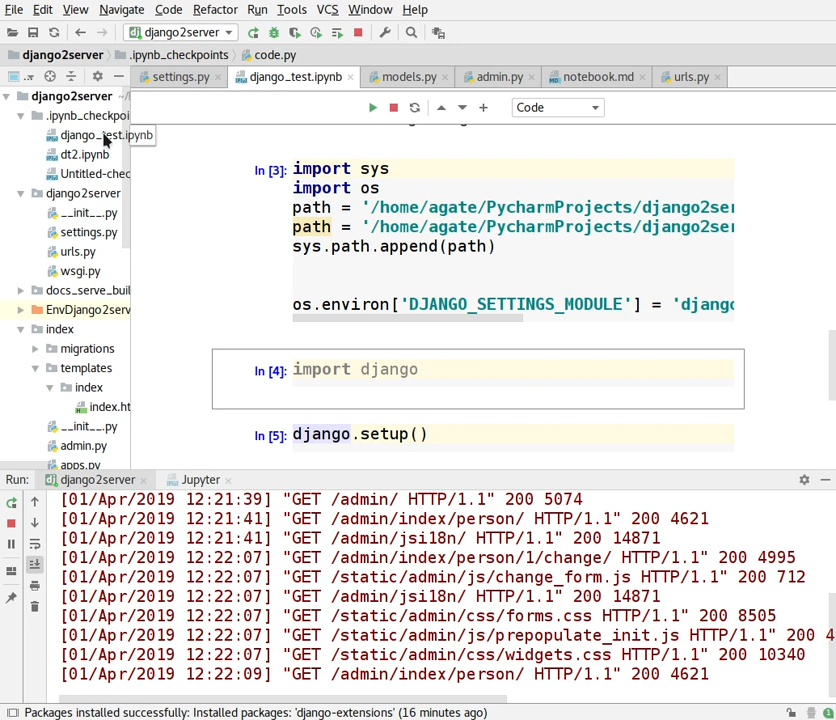 File Edit View Navigate Code Refactor Run Tools VCS Window Help
django2server
django2server .ipynb_checkpoints code.py
settings.py django_test.ipynb models.py admin.py notebook.md urls.py
django2server ~/
.ipynb_checkpoi
django_test.ipynb
dt2.ipynb
Untitled-chec
django2server
__init__.py
settings.py
urls.py
wsgi.py
docs_serve_buil
EnvDjango2serv
index
migrations
templates
index
index.ht
__init__.py
admin.py
apps.py
Code
In [3]: import sys
import os
path = '/home/agate/PycharmProjects/django2ser
path = '/home/agate/PycharmProjects/django2ser
sys.path.append(path)
os.environ['DJANGO_SETTINGS_MODULE'] = 'django
In [4]: import django
In [5]: django.setup()
Run: django2server Jupyter
[01/Apr/2019 12:21:39] "GET /admin/ HTTP/1.1" 200 5074
[01/Apr/2019 12:21:41] "GET /admin/index/person/ HTTP/1.1" 200 4621
[01/Apr/2019 12:21:41] "GET /admin/jsi18n/ HTTP/1.1" 200 14871
[01/Apr/2019 12:22:07] "GET /admin/index/person/1/change/ HTTP/1.1" 200 4995
[01/Apr/2019 12:22:07] "GET /static/admin/js/change_form.js HTTP/1.1" 200 712
[01/Apr/2019 12:22:07] "GET /admin/jsi18n/ HTTP/1.1" 200 14871
[01/Apr/2019 12:22:07] "GET /static/admin/css/forms.css HTTP/1.1" 200 8505
[01/Apr/2019 12:22:07] "GET /static/admin/js/prepopulate_init.js HTTP/1.1" 200 4
[01/Apr/2019 12:22:07] "GET /static/admin/css/widgets.css HTTP/1.1" 200 10340
[01/Apr/2019 12:22:09] "GET /admin/index/person/ HTTP/1.1" 200 4621
Packages installed successfully: Installed packages: 'django-extensions' (16 minutes ago)